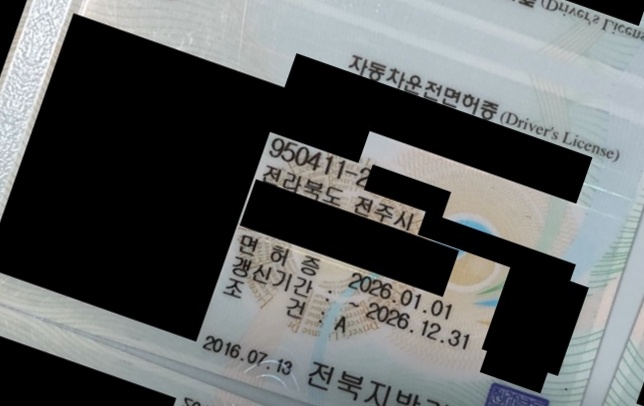 (Driver's Licens
자동차운전면허증 (Driver's License)
950411-2
전라북도 전주시
면 허 증
갱신기간 : 2026.01.01
~ 2026.12.31
조 건 : A
2016.07.13
전북지방